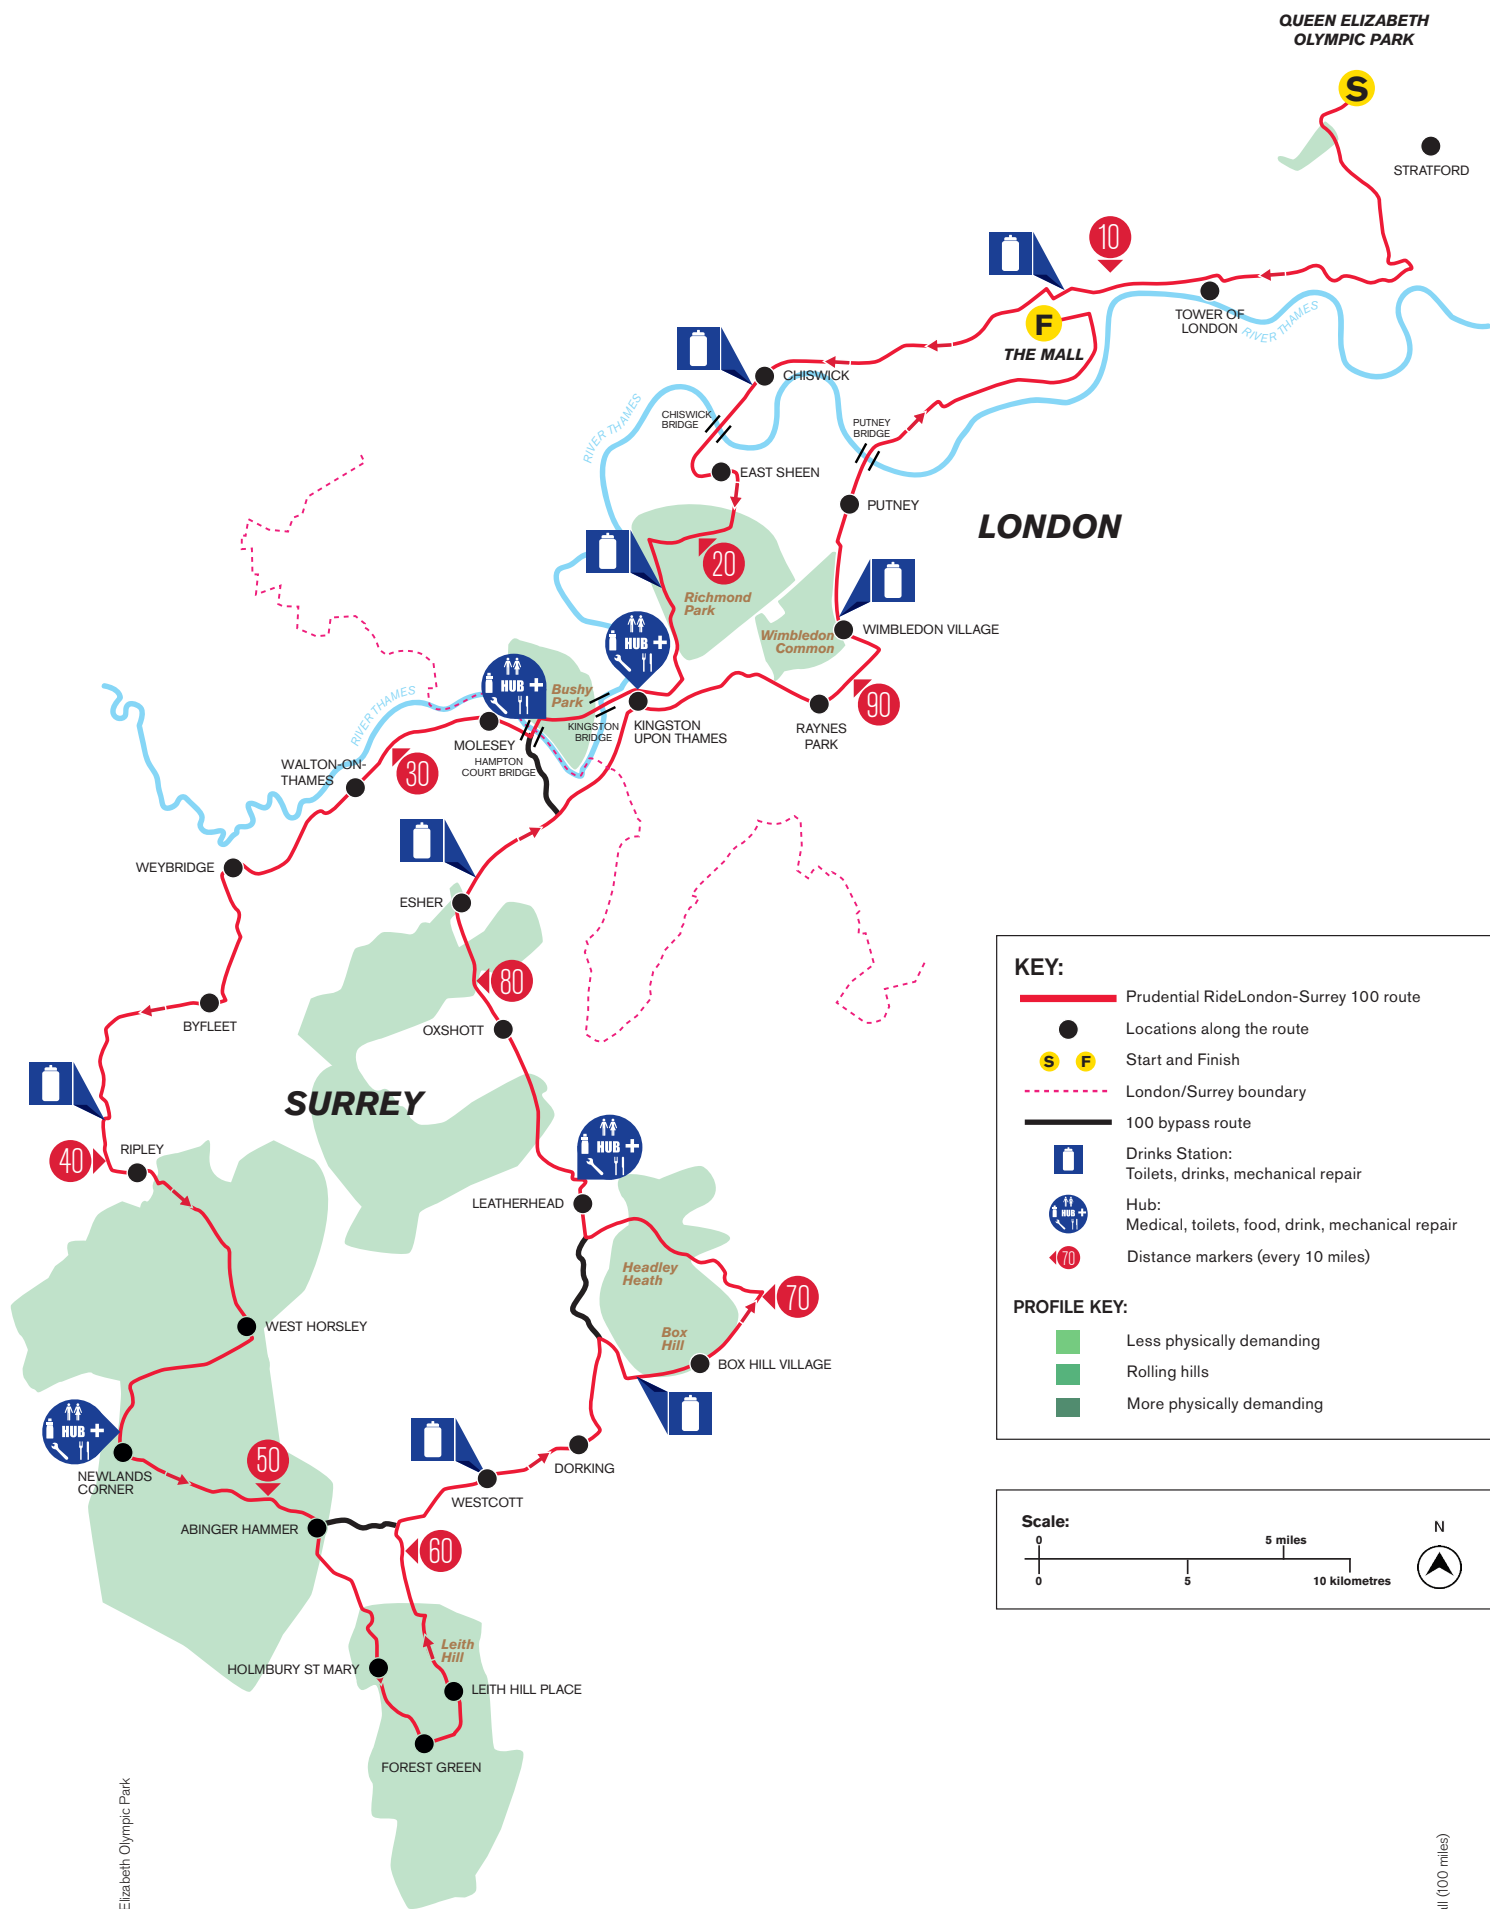 QUEEN ELIZABETH
OLYMPIC PARK
S
STRATFORD
10
TOWER OF
LONDON
RIVER THAMES
F
THE MALL
CHISWICK
CHISWICK
BRIDGE
RIVER THAMES
PUTNEY
BRIDGE
EAST SHEEN
PUTNEY
LONDON
20
Richmond
Park
Wimbledon
Common
WIMBLEDON VILLAGE
HUB
HUB
Bushy
Park
90
RIVER THAMES
KINGSTON
BRIDGE
KINGSTON
UPON THAMES
RAYNES
PARK
MOLESEY
HAMPTON
COURT BRIDGE
30
WALTON-ON-
THAMES
WEYBRIDGE
ESHER
80
BYFLEET
OXSHOTT
SURREY
40
RIPLEY
HUB
LEATHERHEAD
Headley
Heath
70
WEST HORSLEY
Box
Hill
BOX HILL VILLAGE
HUB
NEWLANDS
CORNER
50
DORKING
WESTCOTT
ABINGER HAMMER
60
Leith
Hill
HOLMBURY ST MARY
LEITH HILL PLACE
FOREST GREEN
KEY:
Prudential RideLondon-Surrey 100 route
Locations along the route
S F Start and Finish
London/Surrey boundary
100 bypass route
Drinks Station:
Toilets, drinks, mechanical repair
HUB
Hub:
Medical, toilets, food, drink, mechanical repair
70 Distance markers (every 10 miles)
PROFILE KEY:
Less physically demanding
Rolling hills
More physically demanding
Scale:
0 5 miles
0 5 10 kilometres
N
Elizabeth Olympic Park
all (100 miles)